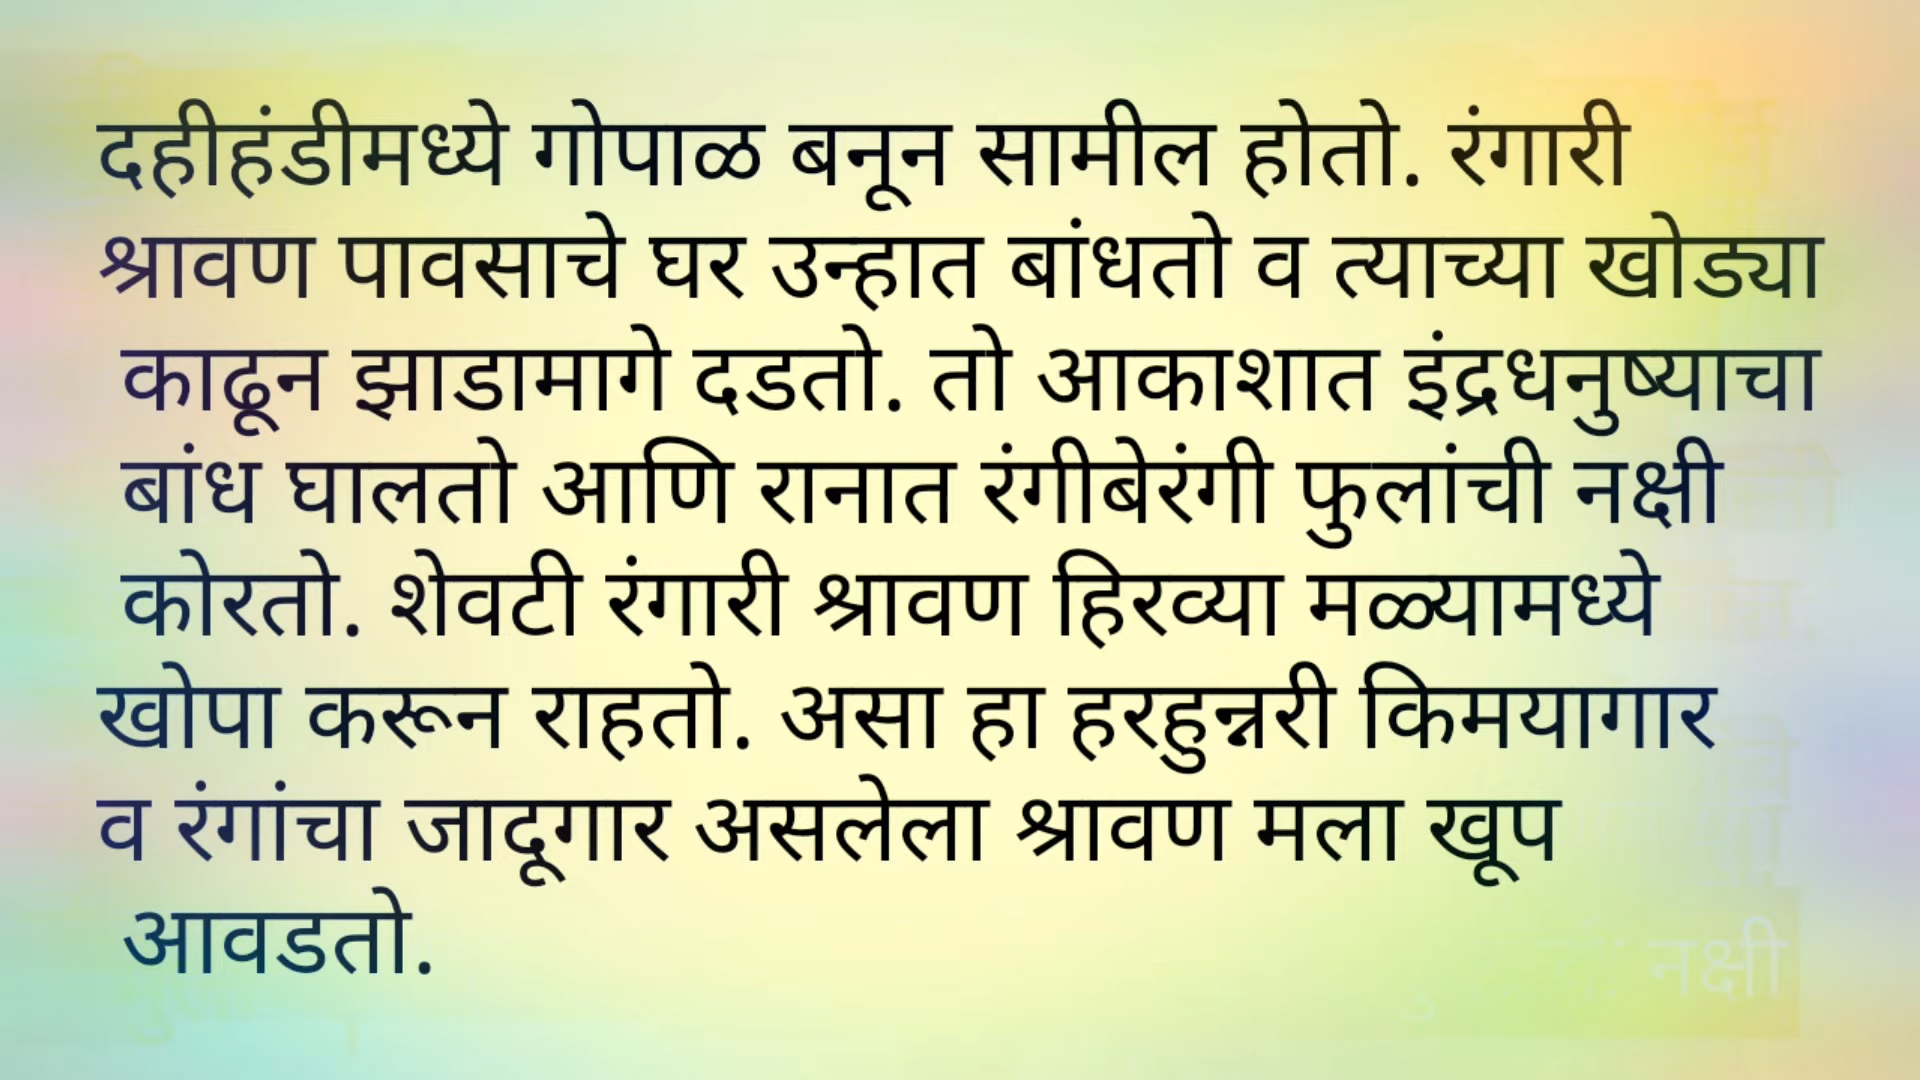 दहीहंडीमध्ये गोपाळ बनून सामील होतो. रंगारी
श्रावण पावसाचे घर उन्हात बांधतो व त्याच्या खोड्या
काढून झाडामागे दडतो. तो आकाशात इंद्रधनुष्याचा
बांध घालतो आणि रानात रंगीबेरंगी फुलांची नक्षी
कोरतो. शेवटी रंगारी श्रावण हिरव्या मळ्यामध्ये
खोपा करून राहतो. असा हा हरहुन्नरी किमयागार
व रंगांचा जादूगार असलेला श्रावण मला खूप
आवडतो.
नक्षी